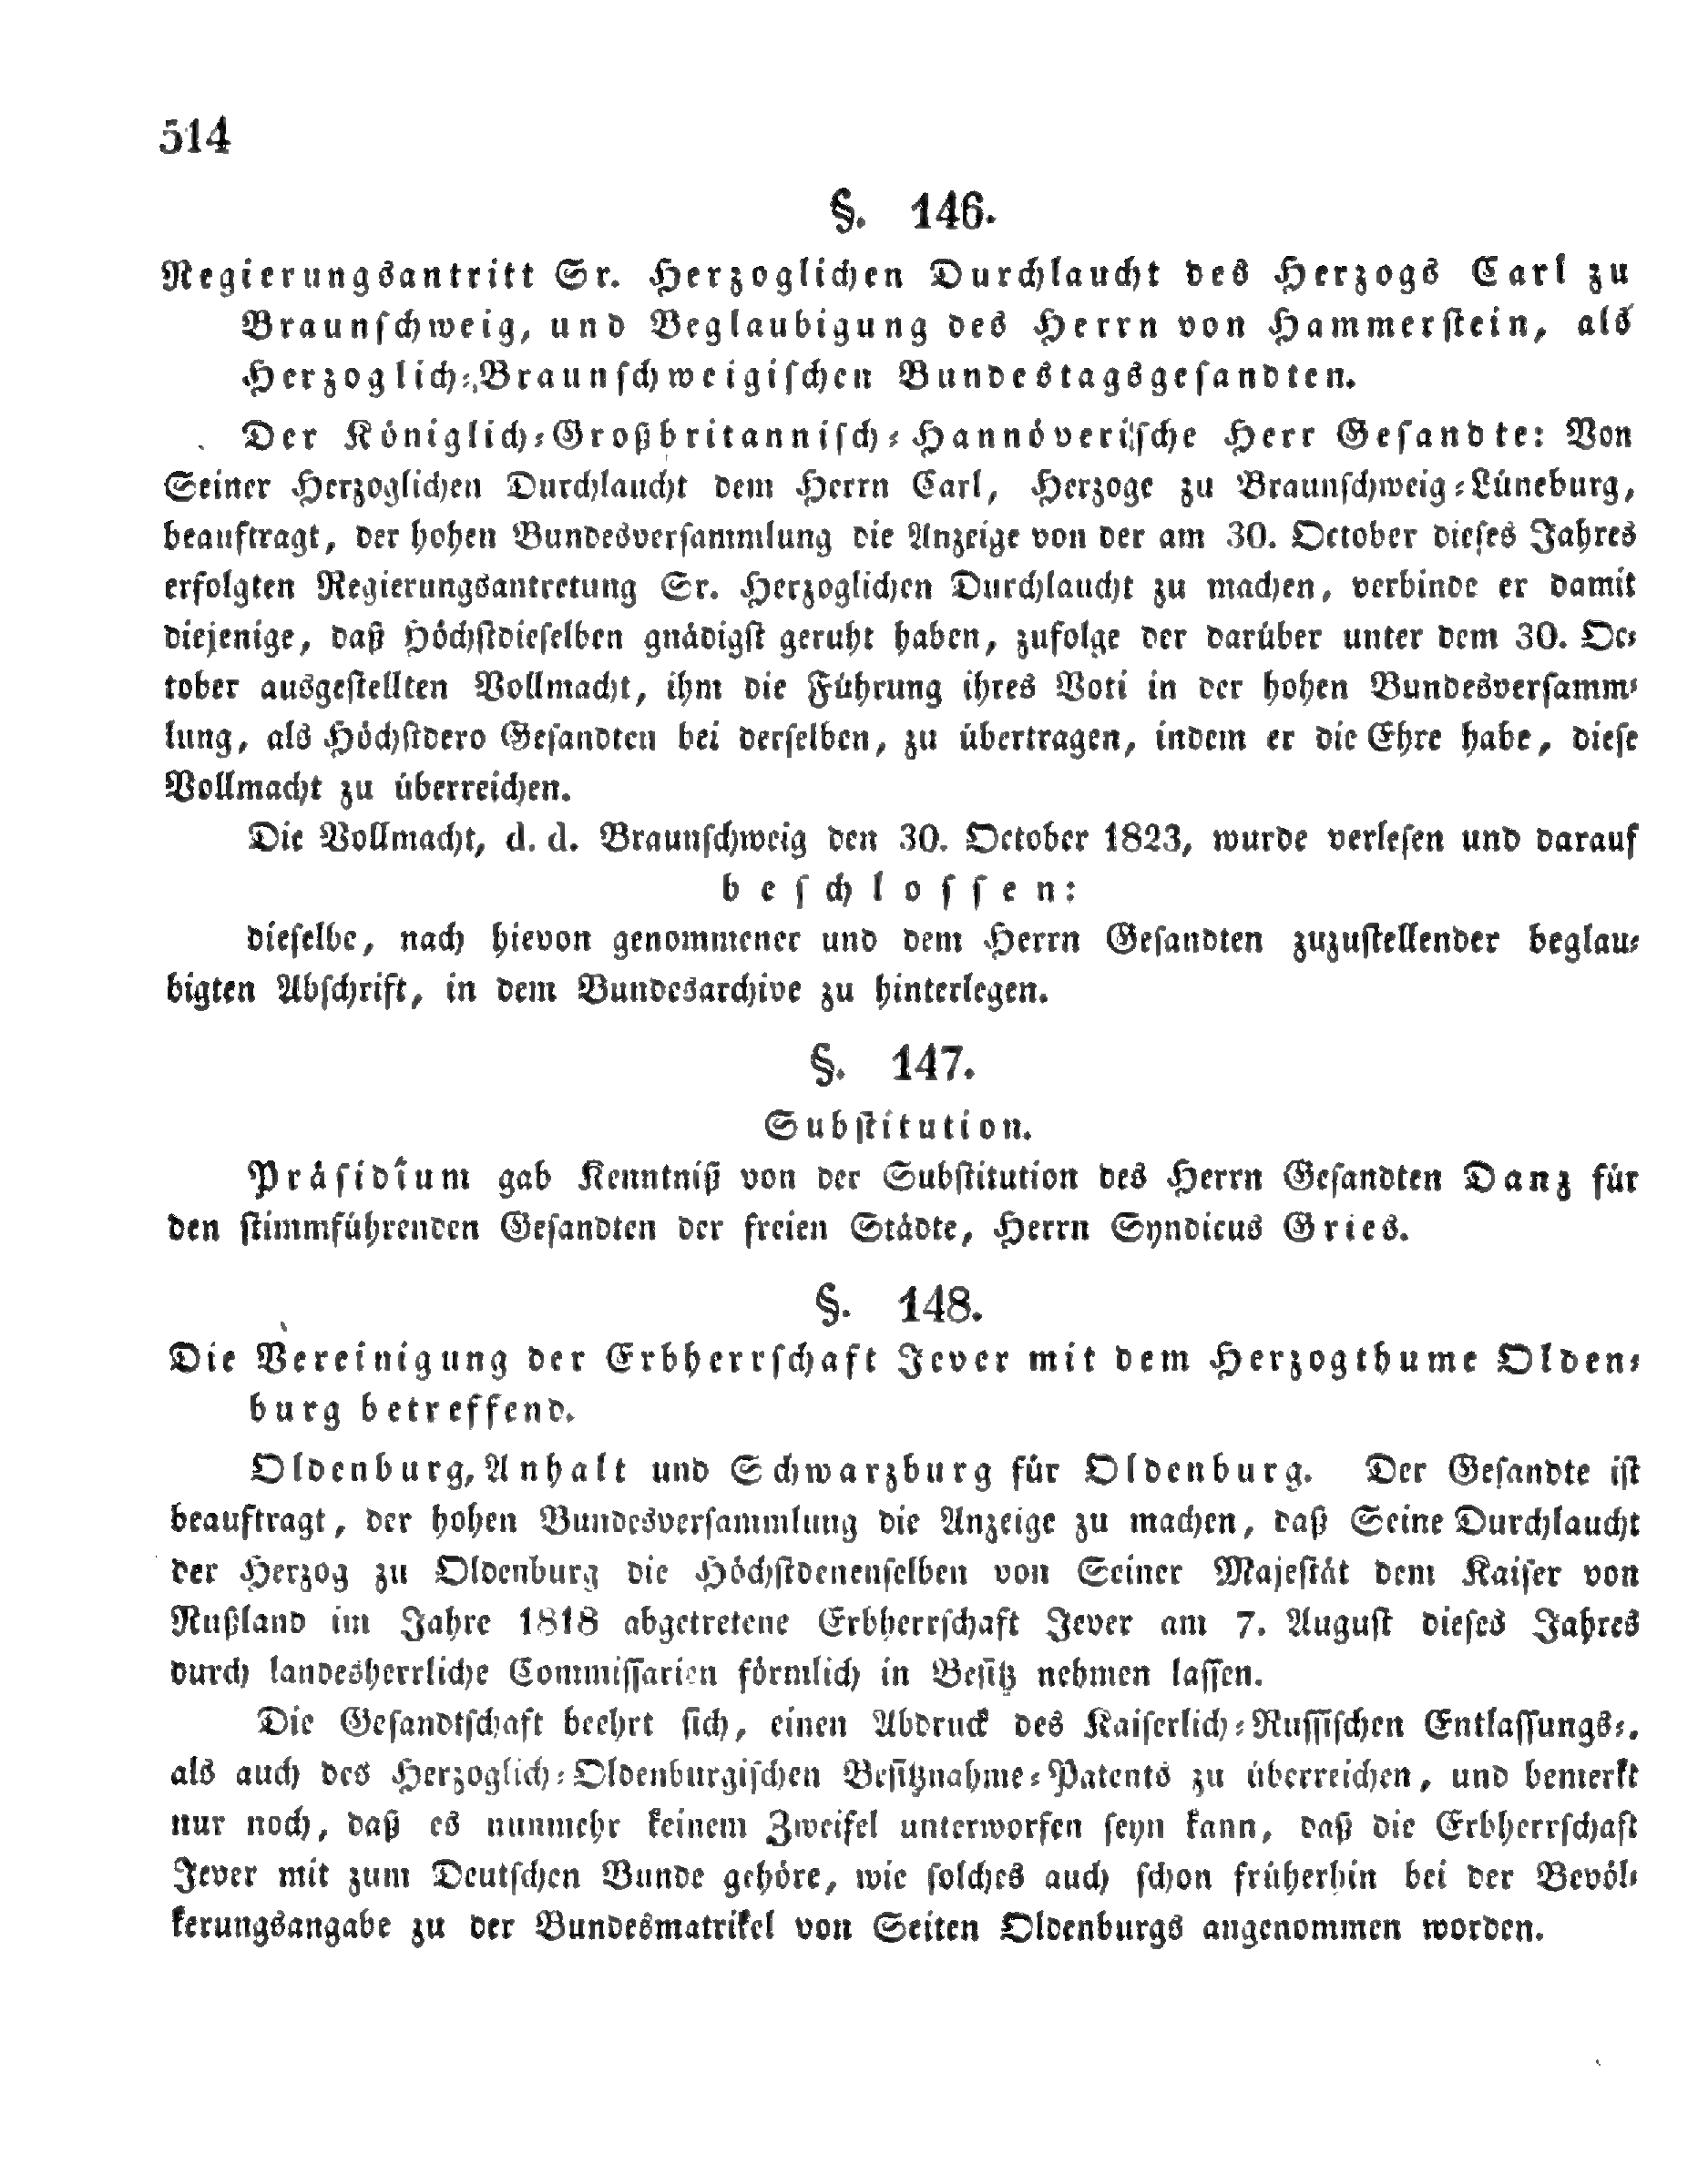 514
§. 146.
Regierungsantritt Sr. Herzoglichen Durchlaucht des Herzogs Carl zu
Braunschweig, und Beglaubigung des Herrn von Hammerstein, als
Herzoglich-Braunschweigischen Bundestagsgesandten.
Der Königlich-Großbritannisch-Hannöverische Herr Gesandte: Von
Seiner Herzoglichen Durchlaucht dem Herrn Carl, Herzoge zu Braunschweig-Lüneburg,
beauftragt, der hohen Bundesversammlung die Anzeige von der am 30. October dieses Jahres
erfolgten Regierungsantretung Sr. Herzoglichen Durchlaucht zu machen, verbinde er damit
diejenige, daß Höchstdieselben gnädigst geruht haben, zufolge der darüber unter dem 30. Oc-
tober ausgestellten Vollmacht, ihm die Führung ihres Voti in der hohen Bundesversamm-
lung, als Höchstdero Gesandten bei derselben, zu übertragen, indem er die Ehre habe, diese
Vollmacht zu überreichen.
Die Vollmacht, d. d. Braunschweig den 30. October 1823, wurde verlesen und darauf
beschlossen:
dieselbe, nach hievon genommener und dem Herrn Gesandten zuzustellender beglau-
bigten Abschrift, in dem Bundesarchive zu hinterlegen.
§. 147.
Substitution.
Präsidium gab Kenntniß von der Substitution des Herrn Gesandten Danz für
den stimmführenden Gesandten der freien Städte, Herrn Syndicus Gries.
§. 148.
Die Vereinigung der Erbherrschaft Jever mit dem Herzogthume Olden-
burg betreffend.
Oldenburg, Anhalt und Schwarzburg für Oldenburg. Der Gesandte ist
beauftragt, der hohen Bundesversammlung die Anzeige zu machen, daß Seine Durchlaucht
der Herzog zu Oldenburg die Höchstdenenselben von Seiner Majestät dem Kaiser von
Rußland im Jahre 1818 abgetretene Erbherrschaft Jever am 7. August dieses Jahres
durch landesherrliche Commissarien förmlich in Besitz nehmen lassen.
Die Gesandtschaft beehrt sich, einen Abdruck des Kaiserlich-Russischen Entlassungs-,
als auch des Herzoglich-Oldenburgischen Besitznahme-Patents zu überreichen, und bemerkt
nur noch, daß es nunmehr keinem Zweifel unterworfen seyn kann, daß die Erbherrschaft
Jever mit zum Deutschen Bunde gehöre, wie solches auch schon früherhin bei der Bevöl-
kerungsangabe zu der Bundesmatrikel von Seiten Oldenburgs angenommen worden.